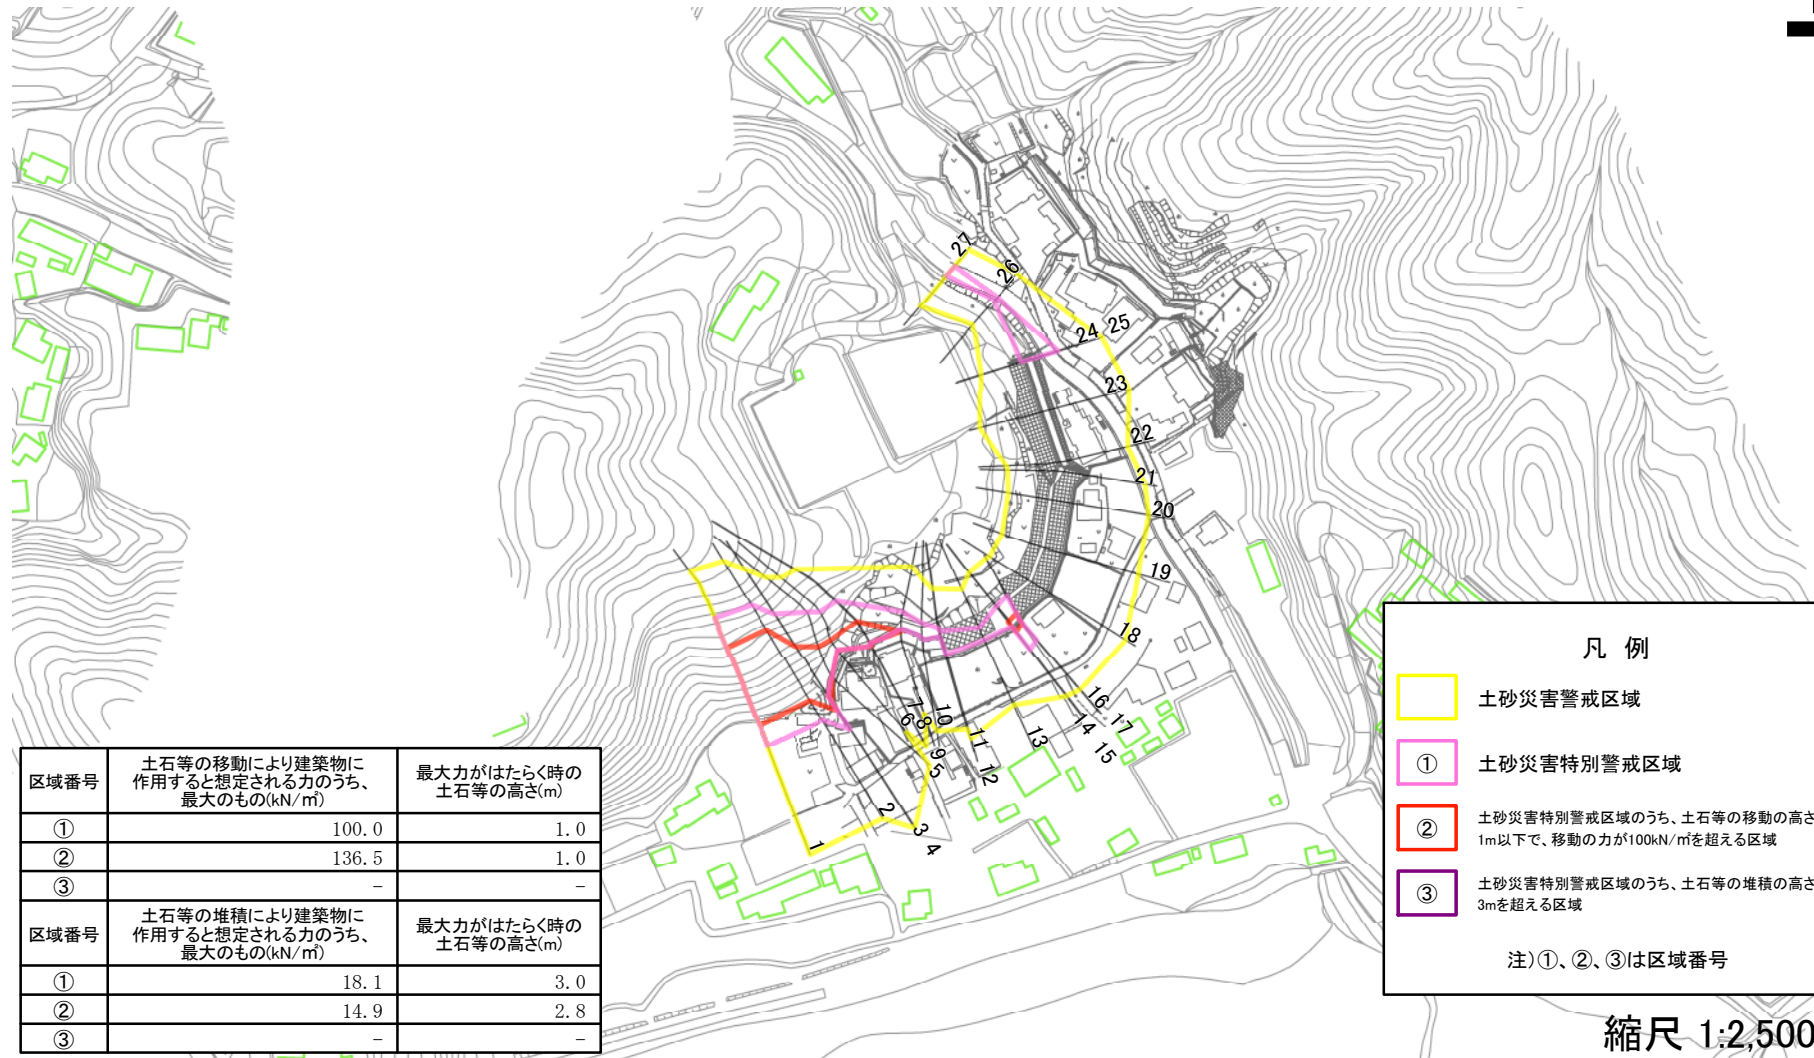 27
26
24
25
23
22
21
20
19
18
16
17
14
15
13
7
6
8
10
11
9
5
12
2
3
4
1
区域番号
土石等の移動により建築物に
作用すると想定される力のうち、
最大のもの(kN/㎡)
最大力がはたらく時の
土石等の高さ(m)
① 100.0 1.0
② 136.5 1.0
③ − −
区域番号
土石等の堆積により建築物に
作用すると想定される力のうち、
最大のもの(kN/㎡)
最大力がはたらく時の
土石等の高さ(m)
① 18.1 3.0
② 14.9 2.8
③ − −
凡 例
土砂災害警戒区域
① 土砂災害特別警戒区域
② 土砂災害特別警戒区域のうち、土石等の移動の高さ
1m以下で、移動の力が100kN/㎡を超える区域
③ 土砂災害特別警戒区域のうち、土石等の堆積の高さ
3mを超える区域
注)①、②、③は区域番号
縮尺 1:2,500